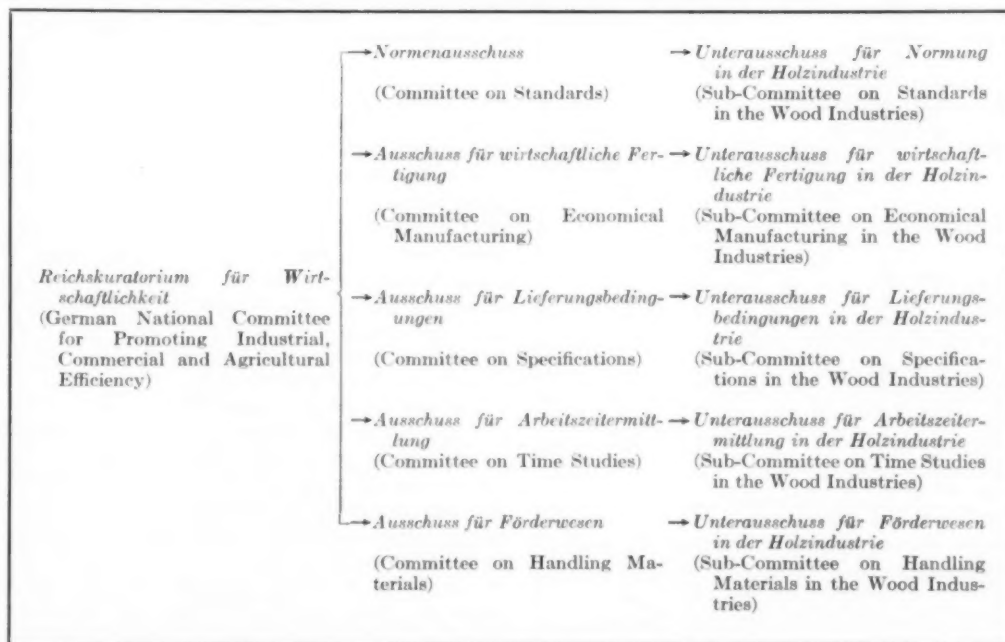 Reichskuratorium für Wirt-
schaftlichkeit
(German National Committee
for Promoting Industrial,
Commercial and Agricultural
Efficiency)
→ Normenausschuss
(Committee on Standards)
→ Unterausschuss für Normung
in der Holzindustrie
(Sub-Committee on Standards
in the Wood Industries)
→ Ausschuss für wirtschaftliche Fer-
tigung
(Committee on Economical
Manufacturing)
→ Unterausschuss für wirtschaft-
liche Fertigung in der Holzin-
dustrie
(Sub-Committee on Economical
Manufacturing in the Wood
Industries)
→ Ausschuss für Lieferungsbeding-
ungen
(Committee on Specifications)
→ Unterausschuss für Lieferungs-
bedingungen in der Holzindus-
trie
(Sub-Committee on Specifica-
tions in the Wood Industries)
→ Ausschuss für Arbeitszeitermitt-
lung
(Committee on Time Studies)
→ Unterausschuss für Arbeitszeiter-
mittlung in der Holzindustrie
(Sub-Committee on Time Studies
in the Wood Industries)
→ Ausschuss für Förderwesen
(Committee on Handling Ma-
terials)
→ Unterausschuss für Förderwesen
in der Holzindustrie
(Sub-Committee on Handling
Materials in the Wood Indus-
tries)